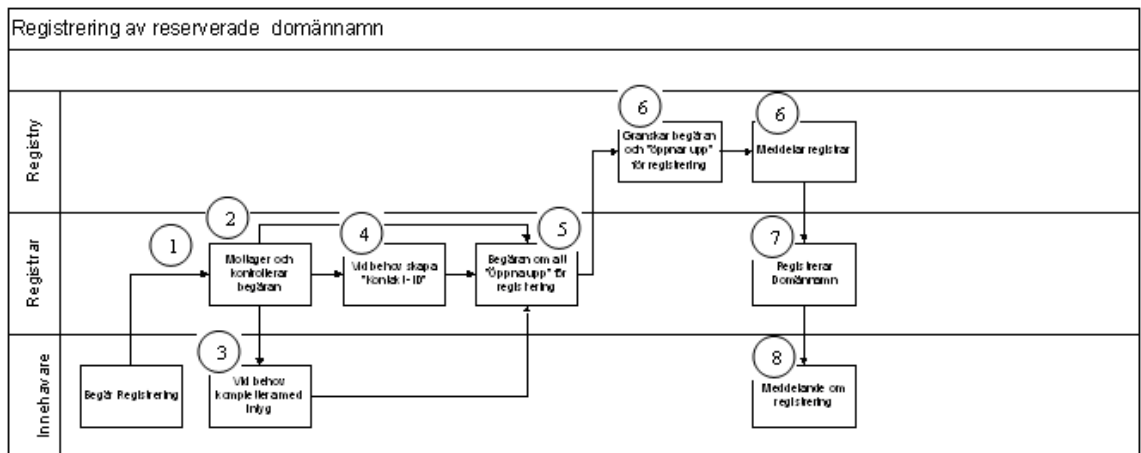 Registrering av reserverade domännamn
Registry
6
Granskar begäran
och "öppnar upp"
för registrering
6
Meddelar registrar
Registrar
1
2
Mottager och
kontrollerar
begäran
4
Vid behov skapa
"Kontakt-ID"
5
Begäran om att
"Öppna upp" för
registering
7
Registrerar
Domännamn
Innehavare
Begär Registrering
3
Vid behov
komplettera med
intyg
8
Meddelande om
registrering